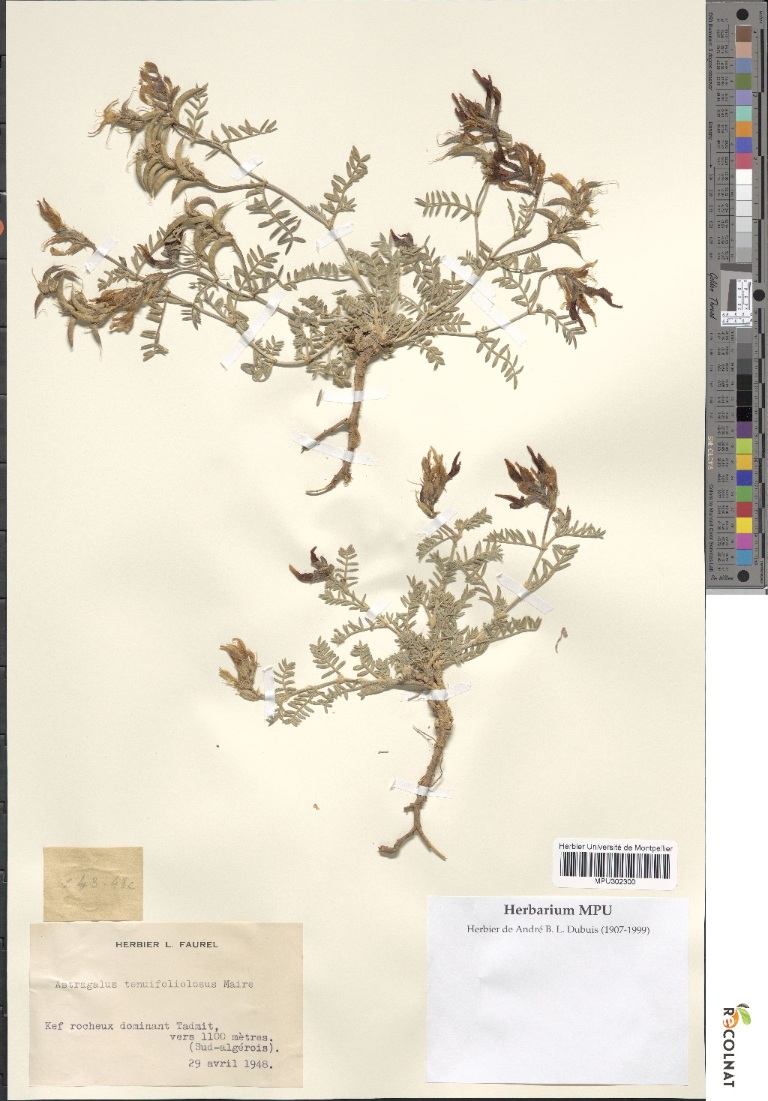 Herbier Université de Montpellier
MPU302300
Herbarium MPU
Herbier de André B. L. Dubuis (1907-1999)
HERBIER L. FAUREL
Astragalus tenuifoliolosus Maire
Kef rocheux dominant Tadmit,
vers 1100 mètres.
(Sud-algérois).
29 avril 1948.
RECOLNAT